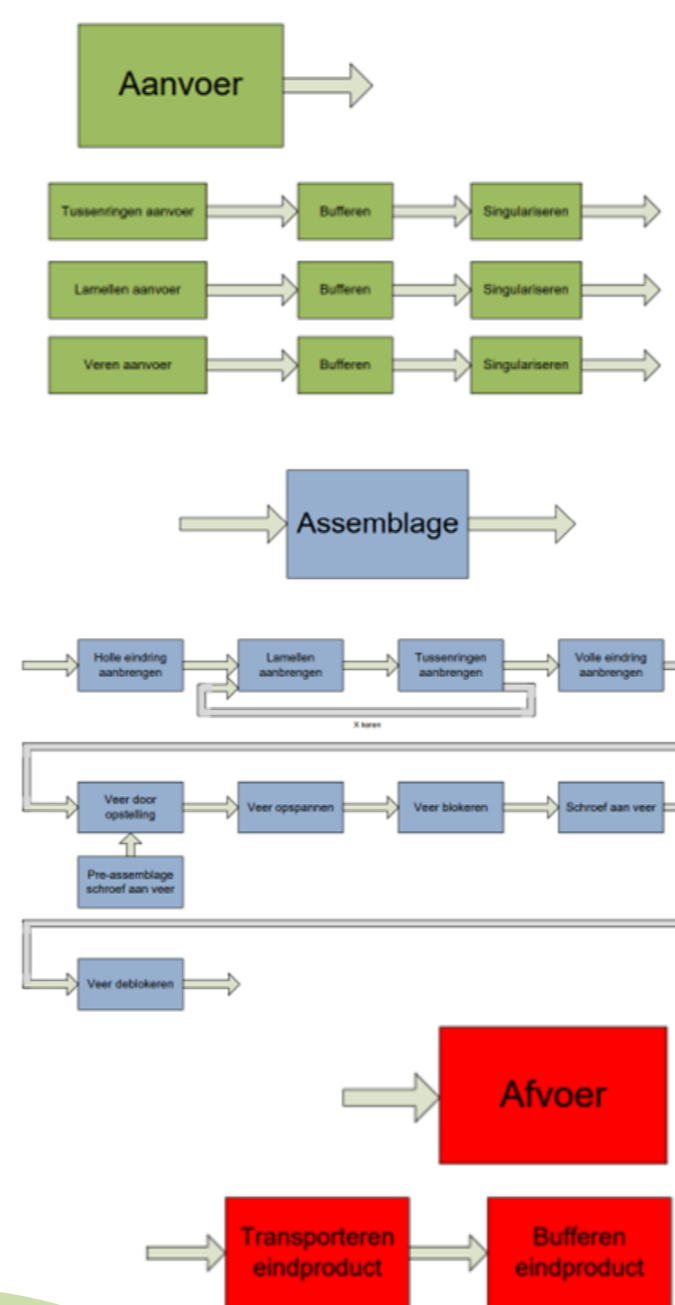 Aanvoer
Tussenringen aanvoer
Bufferen
Singulariseren
Lamellen aanvoer
Bufferen
Singulariseren
Veren aanvoer
Bufferen
Singulariseren
Assemblage
Holle eindring
aanbrengen
Lamellen
aanbrengen
Tussenringen
aanbrengen
Volle eindring
aanbrengen
X keren
Veer door
opstelling
Veer opspannen
Veer blokeren
Schroef aan veer
Pre-assemblage
schroef aan veer
Veer deblokeren
Afvoer
Transporteren
eindproduct
Bufferen
eindproduct